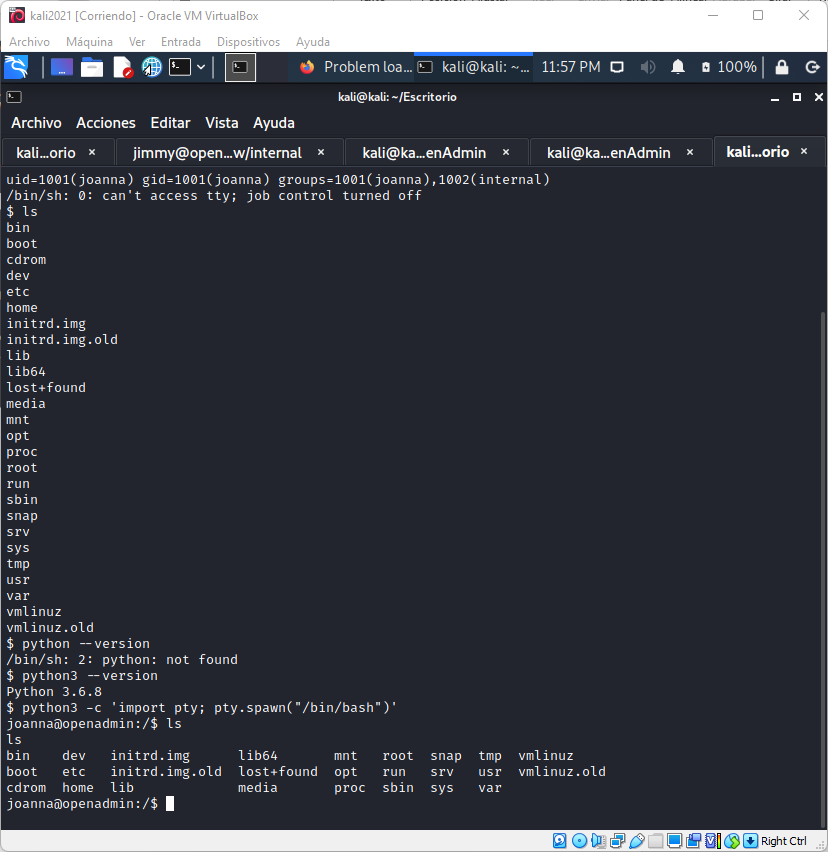 kali2021 [Corriendo] - Oracle VM VirtualBox
Archivo Máquina Ver Entrada Dispositivos Ayuda
Problem loa... kali@kali: ~... 11:57 PM 100%
kali@kali: ~/Escritorio
Archivo Acciones Editar Vista Ayuda
kali...orio × jimmy@open...w/internal × kali@ka...enAdmin × kali@ka...enAdmin × kali...orio ×
uid=1001(joanna) gid=1001(joanna) groups=1001(joanna),1002(internal)
/bin/sh: 0: can't access tty; job control turned off
$ ls
bin
boot
cdrom
dev
etc
home
initrd.img
initrd.img.old
lib
lib64
lost+found
media
mnt
opt
proc
root
run
sbin
snap
srv
sys
tmp
usr
var
vmlinuz
vmlinuz.old
$ python --version
/bin/sh: 2: python: not found
$ python3 --version
Python 3.6.8
$ python3 -c 'import pty; pty.spawn("/bin/bash")'
joanna@openadmin:/$ ls
ls
bin dev initrd.img lib64 mnt root snap tmp vmlinuz
boot etc initrd.img.old lost+found opt run srv usr vmlinuz.old
cdrom home lib media proc sbin sys var
joanna@openadmin:/$
Right Ctrl